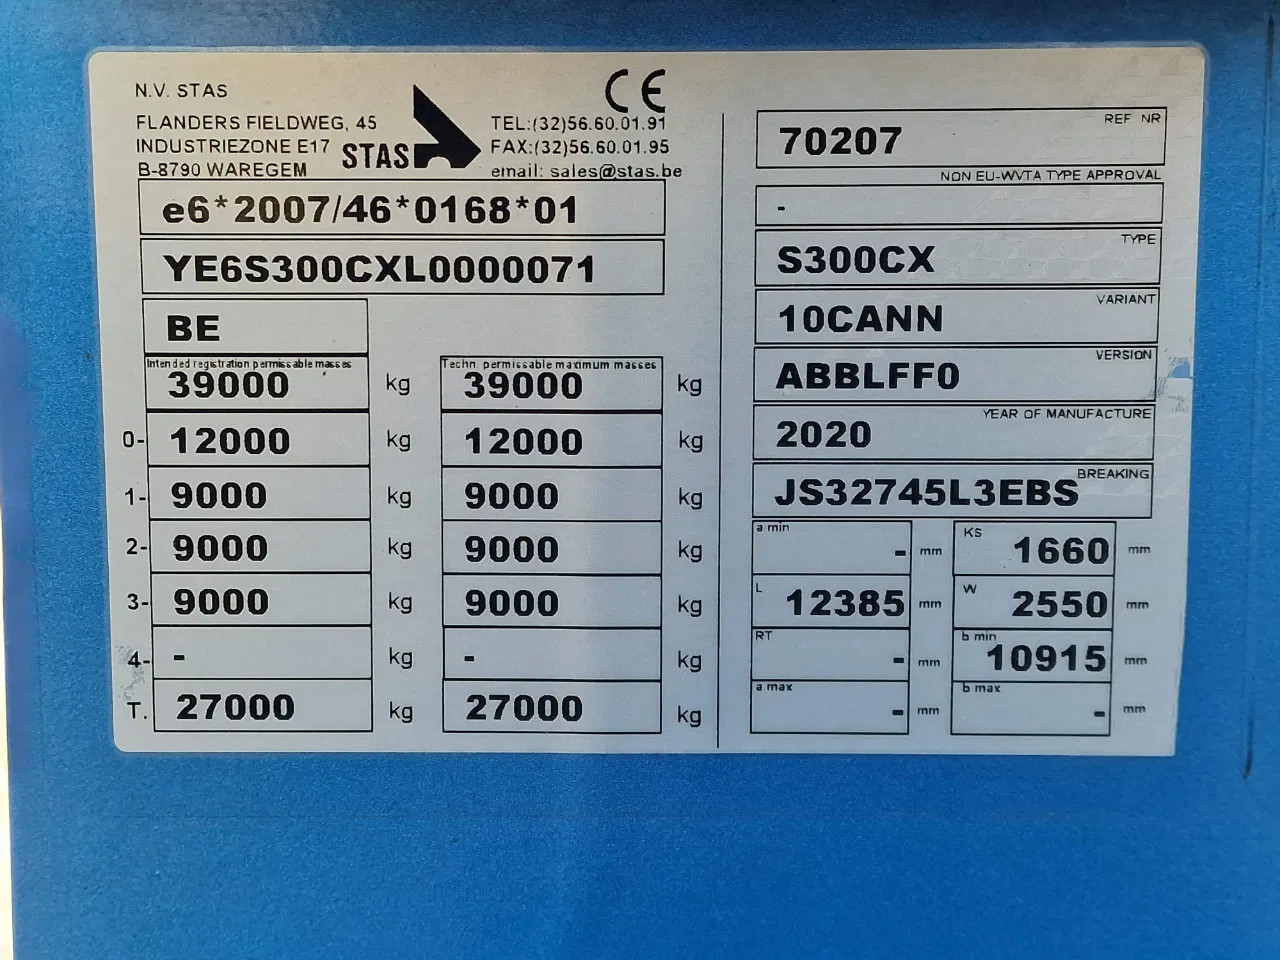 N.V. STAS
FLANDERS FIELDWEG, 45
INDUSTRIEZONE E17
B-8790 WAREGEM
STAS
CE
TEL:(32)56.60.01.91
FAX:(32)56.60.01.95
email: sales@stas.be
e6*2007/46*0168*01
YE6S300CXL0000071
BE
Intended registration permissable masses
39000 kg
0- 12000 kg
1- 9000 kg
2- 9000 kg
3- 9000 kg
4- - kg
T. 27000 kg
Techn. permissable maximum masses
39000 kg
12000 kg
9000 kg
9000 kg
9000 kg
- kg
27000 kg
REF NR
70207
NON EU-WVTA TYPE APPROVAL
-
TYPE
S300CX
VARIANT
10CANN
VERSION
ABBLFF0
YEAR OF MANUFACTURE
2020
BREAKING
JS32745L3EBS
a min - mm
KS 1660 mm
L 12385 mm
W 2550 mm
RT - mm
b min 10915 mm
a max - mm
b max - mm